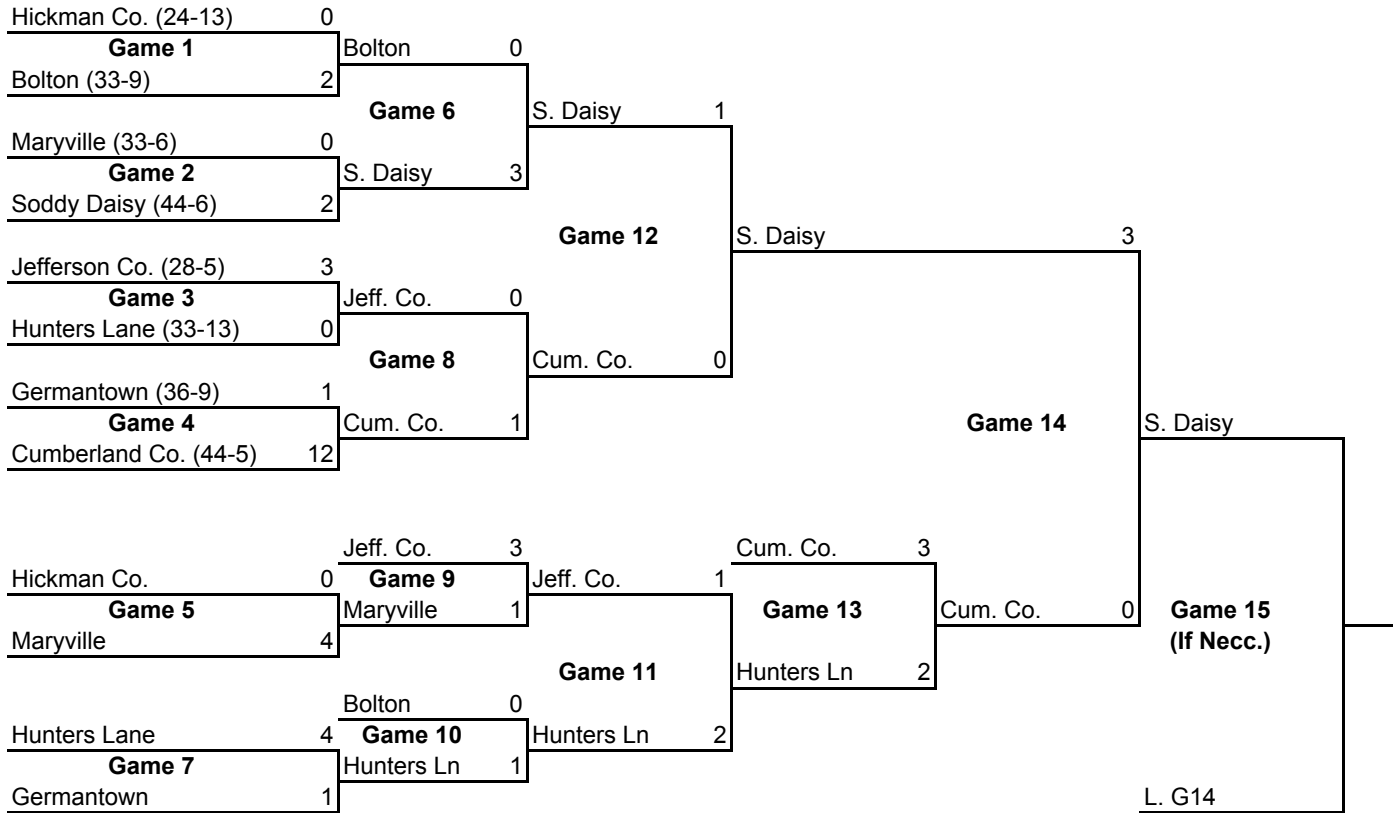 Hickman Co. (24-13) 0
Game 1 Bolton 0
Bolton (33-9) 2
Game 6 S. Daisy 1
Maryville (33-6) 0
Game 2 S. Daisy 3
Soddy Daisy (44-6) 2
Game 12 S. Daisy 3
Jefferson Co. (28-5) 3
Game 3 Jeff. Co. 0
Hunters Lane (33-13) 0
Game 8 Cum. Co. 0
Germantown (36-9) 1
Game 4 Cum. Co. 1 Game 14 S. Daisy
Cumberland Co. (44-5) 12
Jeff. Co. 3 Cum. Co. 3
Hickman Co. 0 Game 9 Jeff. Co. 1
Game 5 Maryville 1 Game 13 Cum. Co. 0 Game 15
Maryville 4 (If Necc.)
Game 11 Hunters Ln 2
Bolton 0
Hunters Lane 4 Game 10 Hunters Ln 2
Game 7 Hunters Ln 1
Germantown 1 L. G14